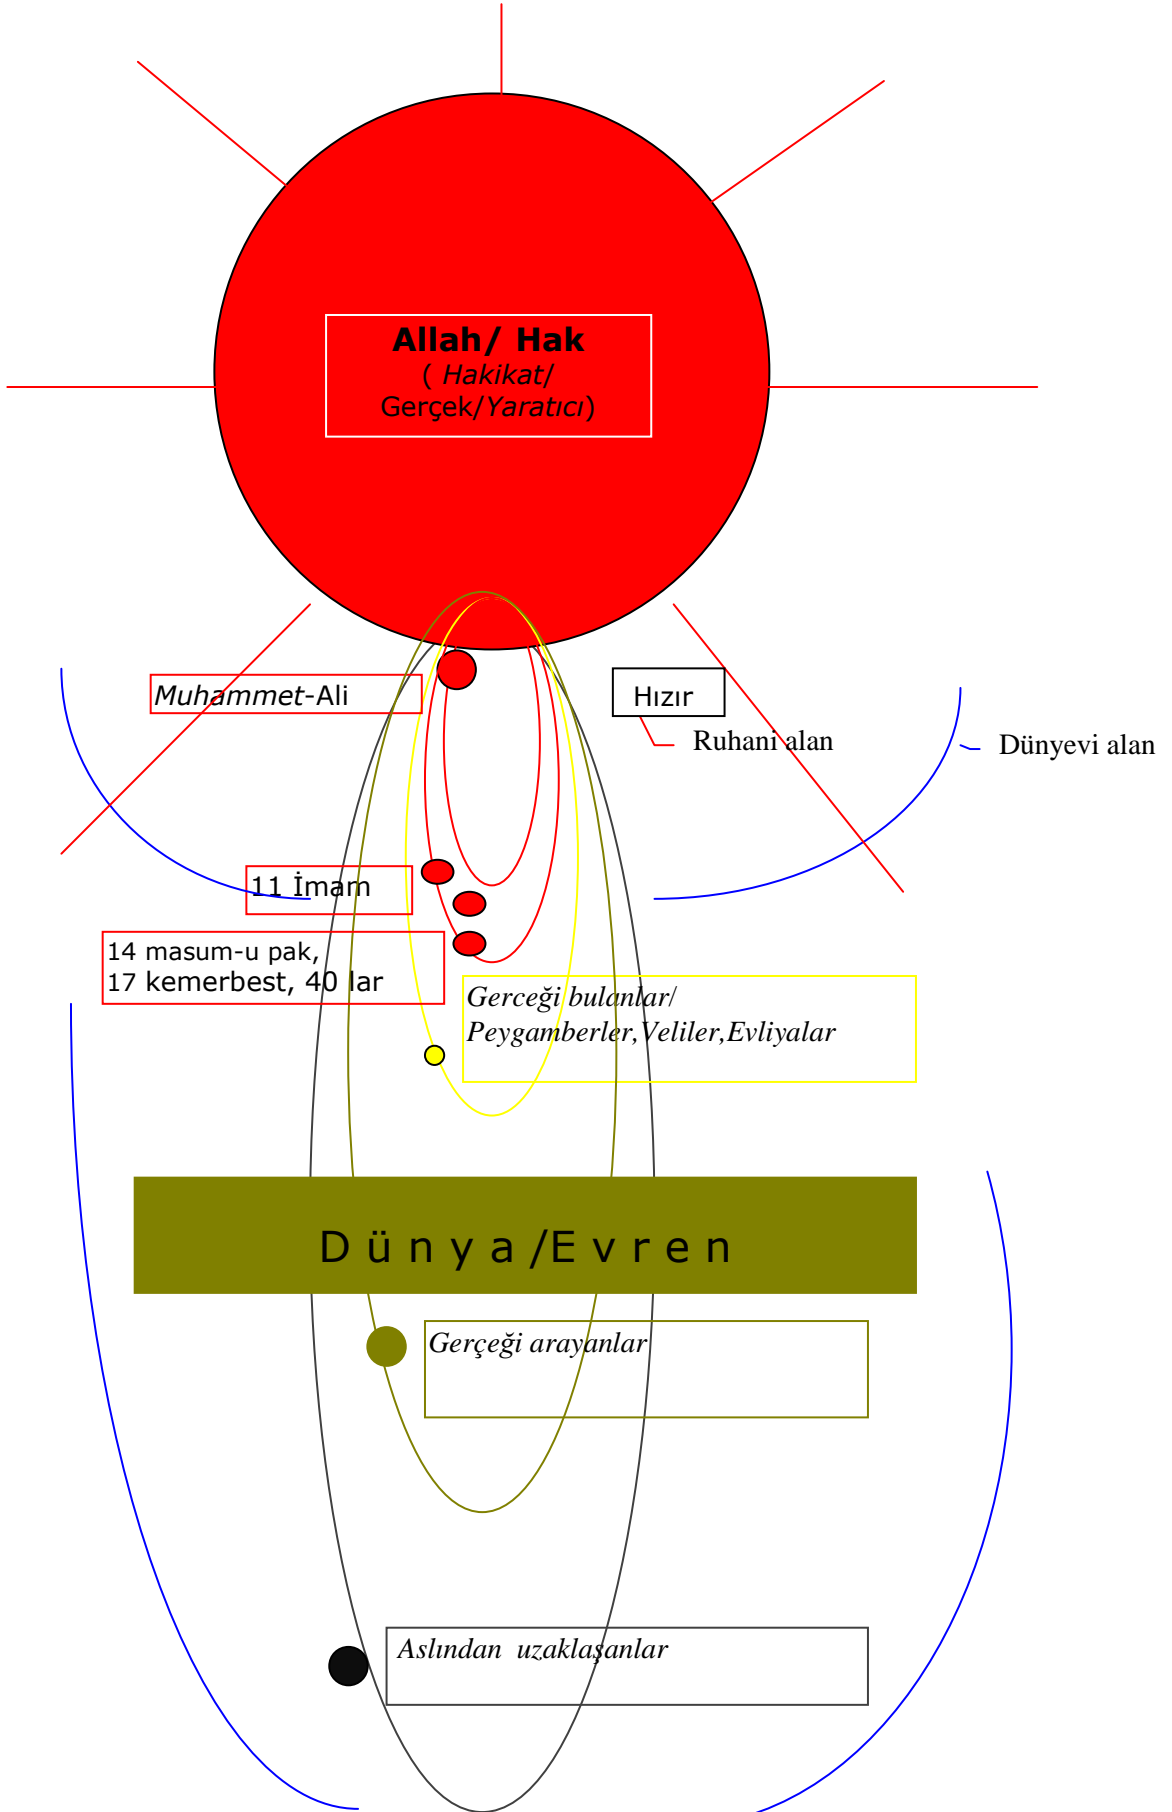 Allah/ Hak
( Hakikat/
Gerçek/Yaratıcı)
Muhammet-Ali
Hızır
Ruhani alan
Dünyevi alan
11 İmam
14 masum-u pak,
17 kemerbest, 40 lar
Gerceği bulanlar/
Peygamberler,Veliler,Evliyalar
D ü n y a /E v r e n
Gerçeği arayanlar
Aslından uzaklaşanlar